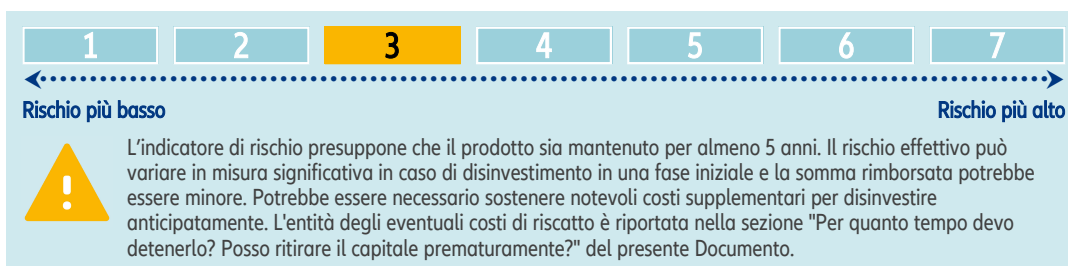 1 2 3 4 5 6 7
Rischio più basso Rischio più alto
L'indicatore di rischio presuppone che il prodotto sia mantenuto per almeno 5 anni. Il rischio effettivo può
variare in misura significativa in caso di disinvestimento in una fase iniziale e la somma rimborsata potrebbe
essere minore. Potrebbe essere necessario sostenere notevoli costi supplementari per disinvestire
anticipatamente. L'entità degli eventuali costi di riscatto è riportata nella sezione "Per quanto tempo devo
detenerlo? Posso ritirare il capitale prematuramente?" del presente Documento.